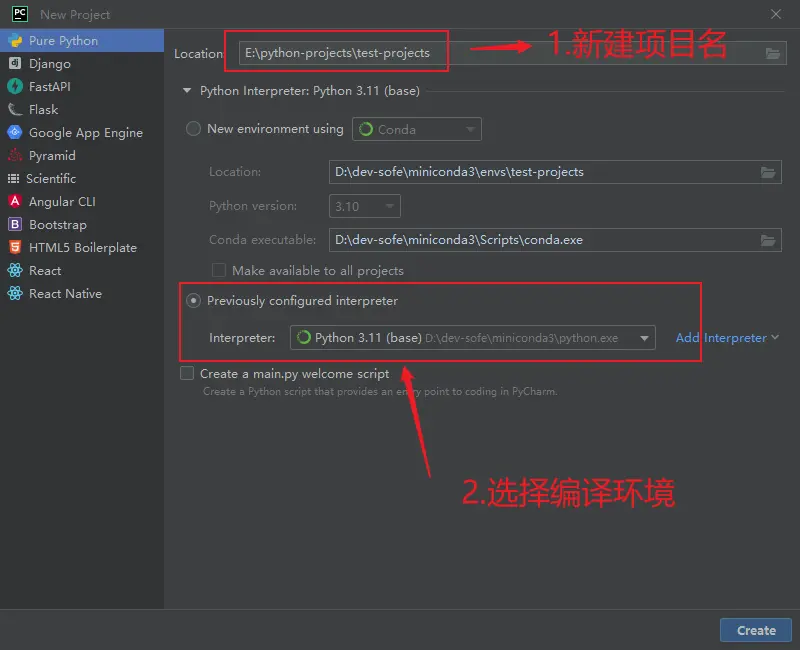 PC New Project
Pure Python
dj Django
FastAPI
Flask
Google App Engine
Pyramid
Scientific
A Angular CLI
B Bootstrap
5 HTML5 Boilerplate
React
React Native
Location: E:\python-projects\test-projects
1.新建项目名
Python Interpreter: Python 3.11 (base)
New environment using Conda
Location: D:\dev-sofe\miniconda3\envs\test-projects
Python version: 3.10
Conda executable: D:\dev-sofe\miniconda3\Scripts\conda.exe
Make available to all projects
Previously configured interpreter
Interpreter: Python 3.11 (base) D:\dev-sofe\miniconda3\python.exe Add Interpreter
Create a main.py welcome script
Create a Python script that provides an entry point to coding in PyCharm.
2.选择编译环境
Create